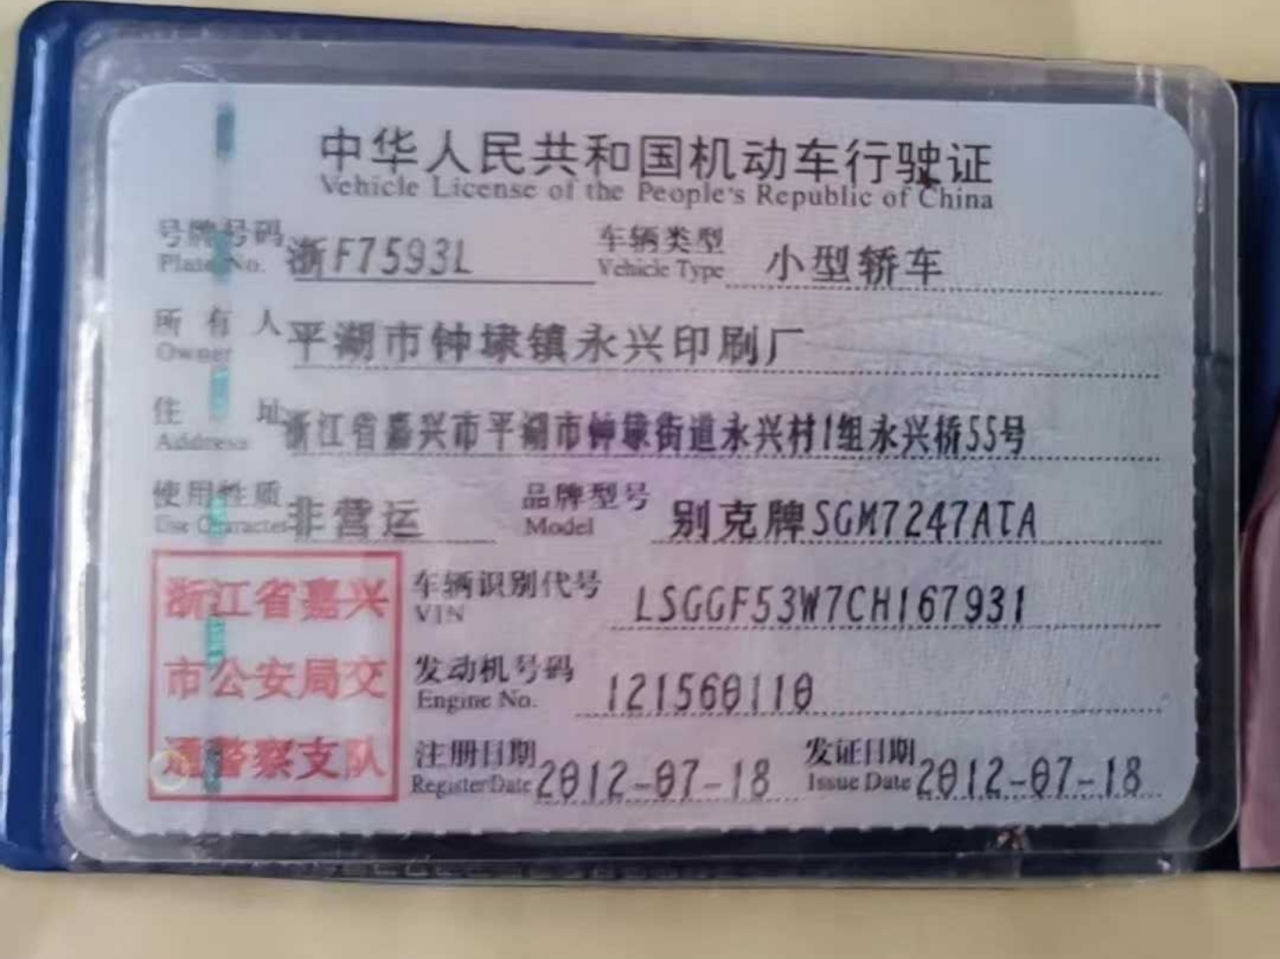 中华人民共和国机动车行驶证
Vehicle License of the People's Republic of China
号牌号码 浙F7593L 车辆类型 小型轿车
Plate No. Vehicle Type
所有人 平湖市钟埭镇永兴印刷厂
Owner
住址 浙江省嘉兴市平湖市钟埭街道永兴村1组永兴桥55号
Address
使用性质 非营运 品牌型号 别克牌SGM7247ATA
Use Character Model
浙江省嘉兴
市公安局交
通警察支队
车辆识别代号 LSGGF53W7CH167931
VIN
发动机号码 121560110
Engine No.
注册日期 2012-07-18 发证日期 2012-07-18
Register Date Issue Date